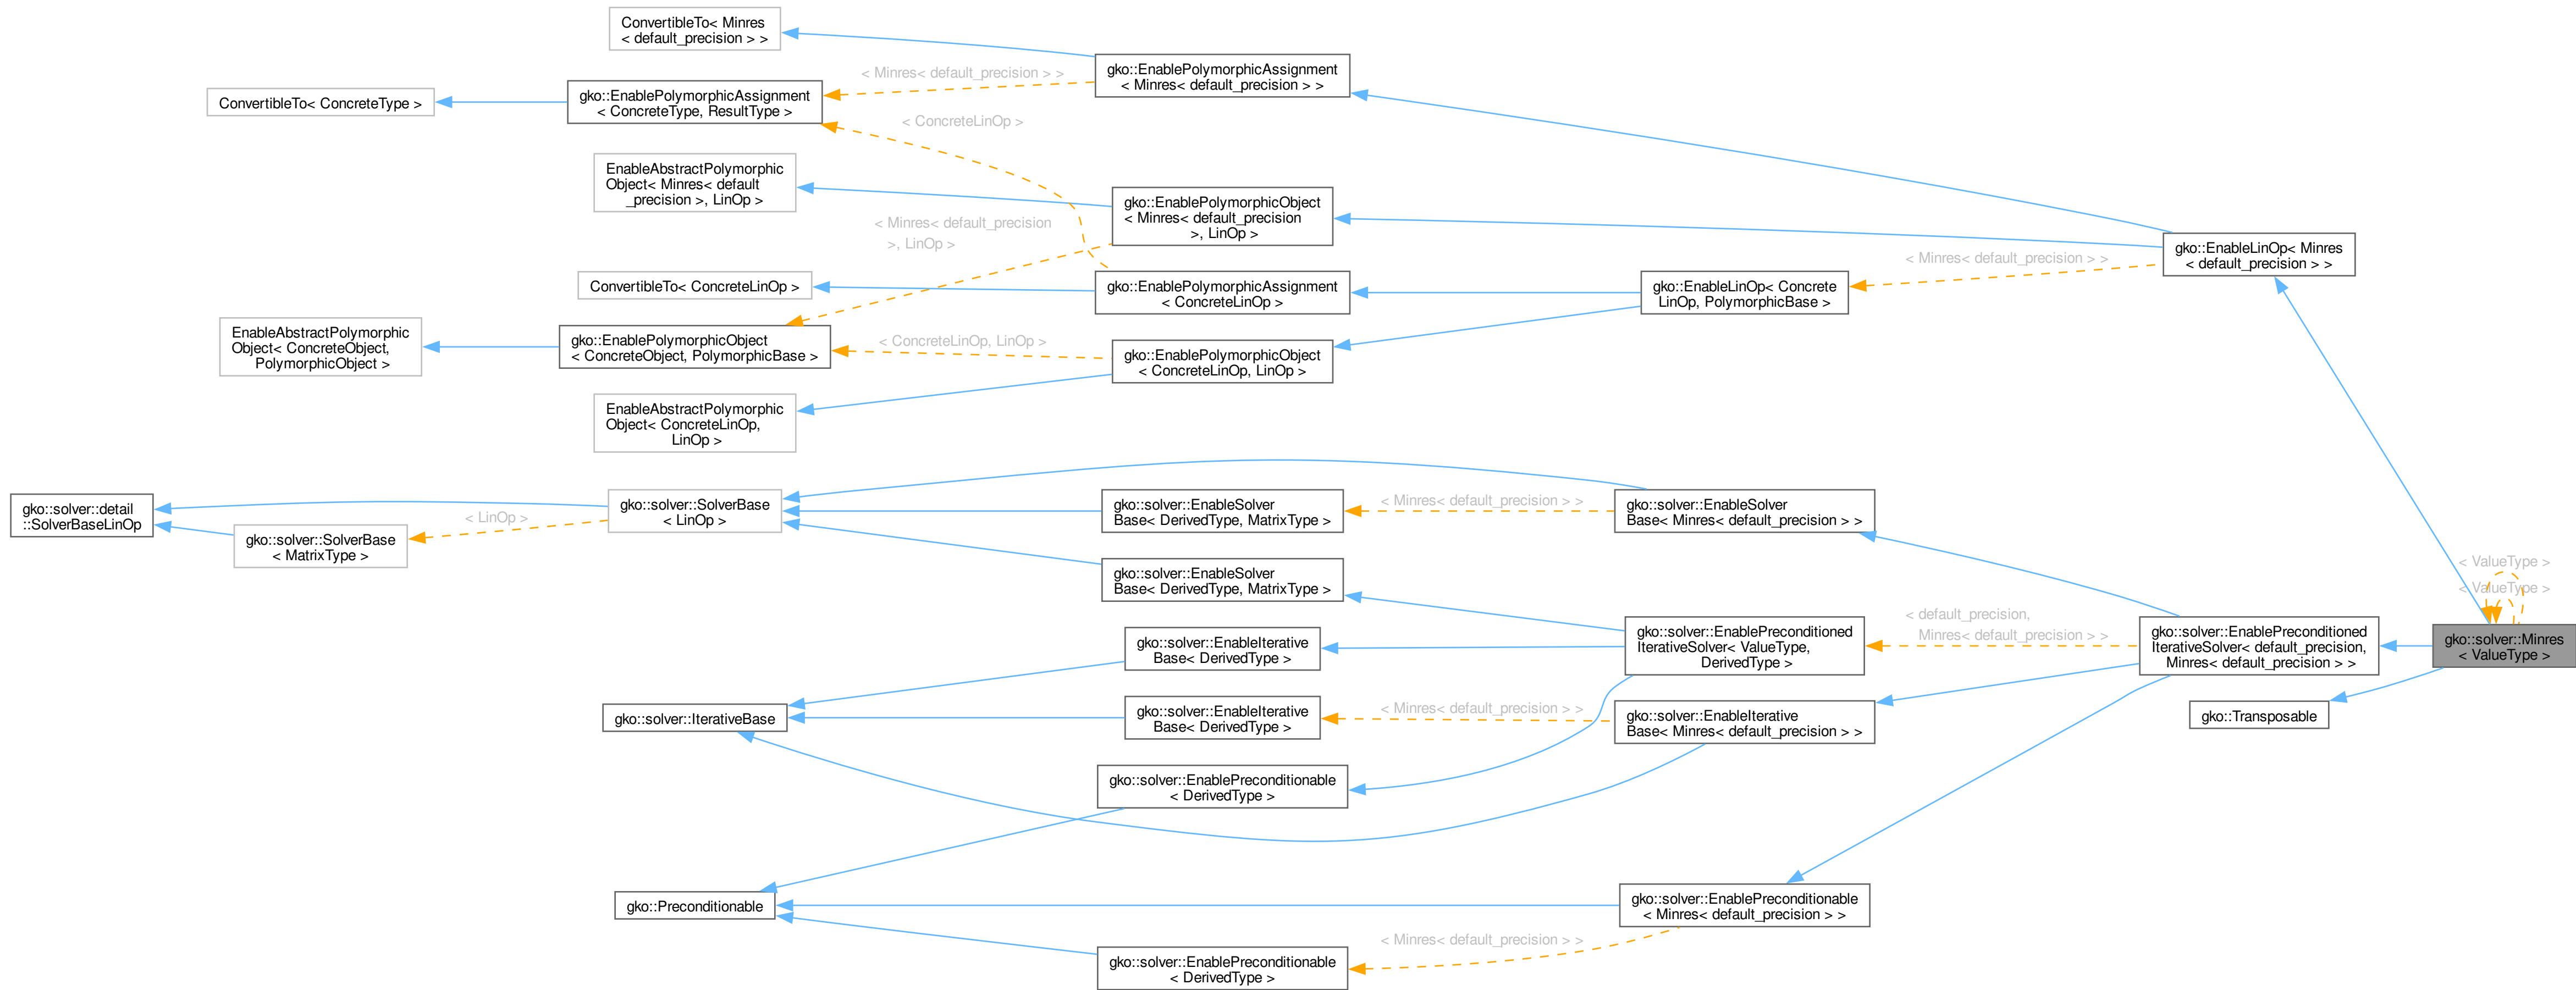 ConvertibleTo< Minres
< default_precision > >
gko::EnablePolymorphicAssignment
< Minres< default_precision > >
< Minres< default_precision > >
ConvertibleTo< ConcreteType >
gko::EnablePolymorphicAssignment
< ConcreteType, ResultType >
< ConcreteLinOp >
EnableAbstractPolymorphic
Object< Minres< default
_precision >, LinOp >
gko::EnablePolymorphicObject
< Minres< default_precision
>, LinOp >
< Minres< default_precision
>, LinOp >
gko::EnableLinOp< Minres
< default_precision > >
< Minres< default_precision > >
ConvertibleTo< ConcreteLinOp >
gko::EnablePolymorphicAssignment
< ConcreteLinOp >
gko::EnableLinOp< Concrete
LinOp, PolymorphicBase >
EnableAbstractPolymorphic
Object< ConcreteObject,
PolymorphicObject >
gko::EnablePolymorphicObject
< ConcreteObject, PolymorphicBase >
< ConcreteLinOp, LinOp >
gko::EnablePolymorphicObject
< ConcreteLinOp, LinOp >
EnableAbstractPolymorphic
Object< ConcreteLinOp,
LinOp >
gko::solver::detail
::SolverBaseLinOp
gko::solver::SolverBase
< MatrixType >
< LinOp >
gko::solver::SolverBase
< LinOp >
gko::solver::EnableSolver
Base< DerivedType, MatrixType >
< Minres< default_precision > >
gko::solver::EnableSolver
Base< Minres< default_precision > >
gko::solver::EnableSolver
Base< DerivedType, MatrixType >
< ValueType >
< ValueType >
gko::solver::EnableIterative
Base< DerivedType >
gko::solver::EnablePreconditioned
IterativeSolver< ValueType,
DerivedType >
< default_precision,
Minres< default_precision > >
gko::solver::EnablePreconditioned
IterativeSolver< default_precision,
Minres< default_precision > >
gko::solver::Minres
< ValueType >
gko::solver::IterativeBase
gko::solver::EnableIterative
Base< DerivedType >
< Minres< default_precision > >
gko::solver::EnableIterative
Base< Minres< default_precision > >
gko::Transposable
gko::solver::EnablePreconditionable
< DerivedType >
gko::Preconditionable
gko::solver::EnablePreconditionable
< Minres< default_precision > >
< Minres< default_precision > >
gko::solver::EnablePreconditionable
< DerivedType >